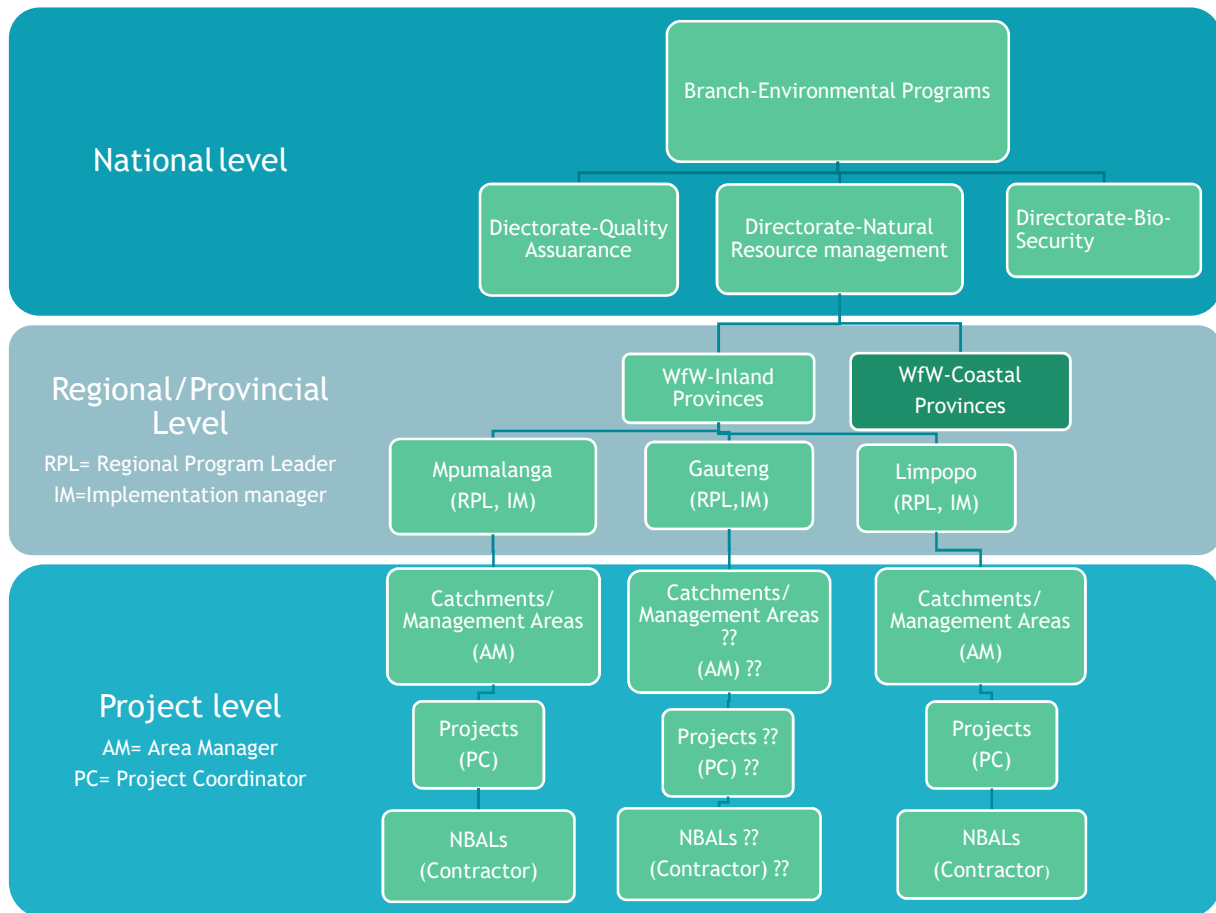 National level
Branch-Environmental Programs
Diectorate-Quality
Assuarance
Directorate-Natural
Resource management
Directorate-Bio-
Security
Regional/Provincial
Level
RPL= Regional Program Leader
IM=Implementation manager
WfW-Inland
Provinces
WfW-Coastal
Provinces
Mpumalanga
(RPL, IM)
Gauteng
(RPL,IM)
Limpopo
(RPL, IM)
Project level
AM= Area Manager
PC= Project Coordinator
Catchments/
Management Areas
(AM)
Catchments/
Management Areas
??
(AM) ??
Catchments/
Management Areas
(AM)
Projects
(PC)
Projects ??
(PC) ??
Projects
(PC)
NBALs
(Contractor)
NBALs ??
(Contractor) ??
NBALs
(Contractor)